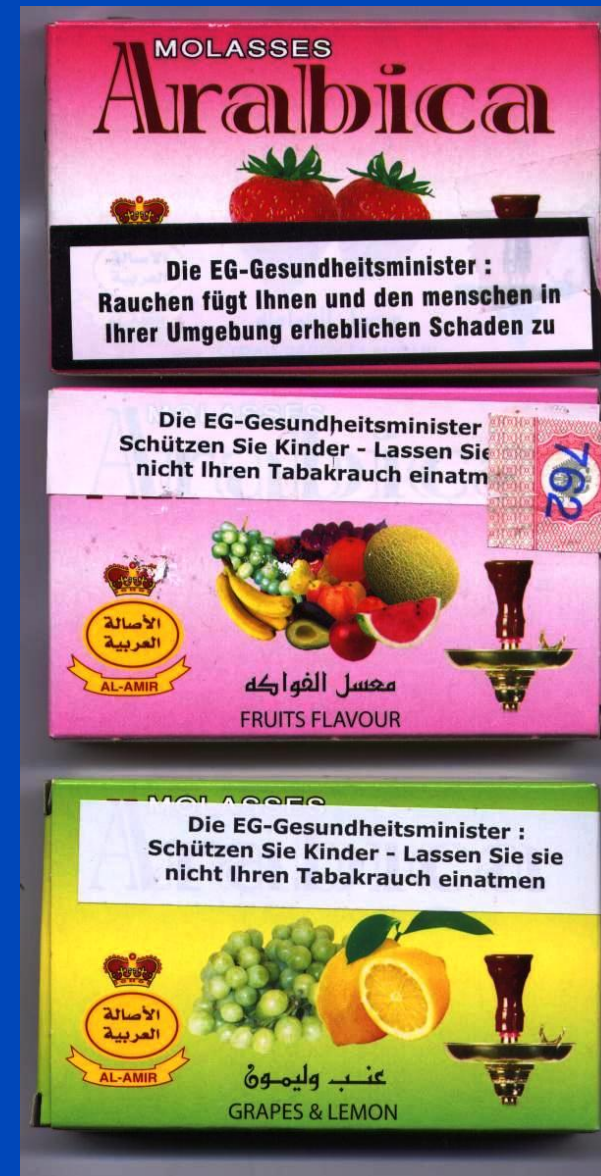 MOLASSES
Arabica
Die EG-Gesundheitsminister :
Rauchen fügt Ihnen und den menschen in
Ihrer Umgebung erheblichen Schaden zu
Die EG-Gesundheitsminister
Schützen Sie Kinder - Lassen Sie
nicht Ihren Tabakrauch einatm
762
الأصالة
العربية
AL-AMIR
معسل الفواكه
FRUITS FLAVOUR
MOLASSES
Die EG-Gesundheitsminister :
Schützen Sie Kinder - Lassen Sie sie
nicht Ihren Tabakrauch einatmen
الأصالة
العربية
AL-AMIR
عنب وليمون
GRAPES & LEMON